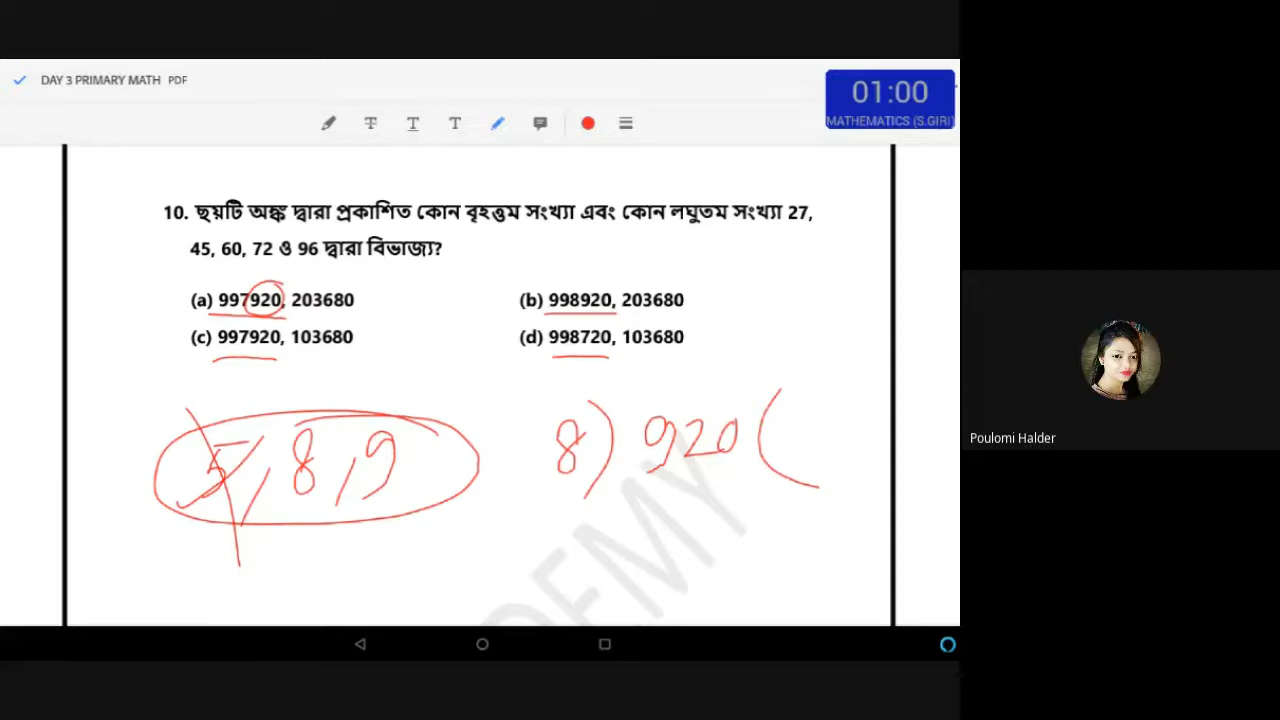 DAY 3 PRIMARY MATH PDF
01:00
MATHEMATICS (S.GIRI)
10. ছয়টি অঙ্ক দ্বারা প্রকাশিত কোন বৃহত্তম সংখ্যা এবং কোন লঘুতম সংখ্যা 27,
45, 60, 72 ও 96 দ্বারা বিভাজ্য?
(a) 997920, 203680 (b) 998920, 203680
(c) 997920, 103680 (d) 998720, 103680
5, 8, 9 8) 920 (
Poulomi Halder